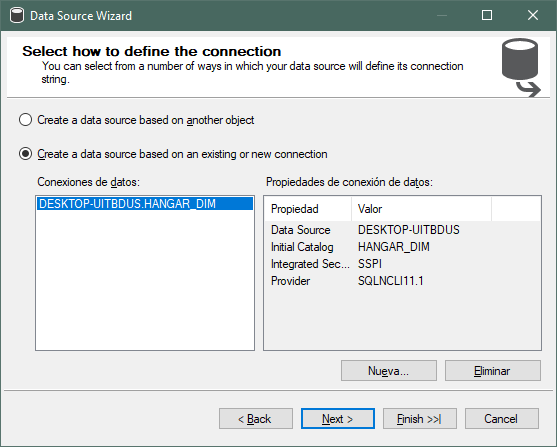 Data Source Wizard
Select how to define the connection
You can select from a number of ways in which your data source will define its connection
string.
Create a data source based on another object
Create a data source based on an existing or new connection
Conexiones de datos:
DESKTOP-UITBDUS.HANGAR_DIM
Propiedades de conexión de datos:
Propiedad Valor
Data Source DESKTOP-UITBDUS
Initial Catalog HANGAR_DIM
Integrated Sec... SSPI
Provider SQLNCLI11.1
Nueva... Eliminar
< Back Next > Finish >>| Cancel